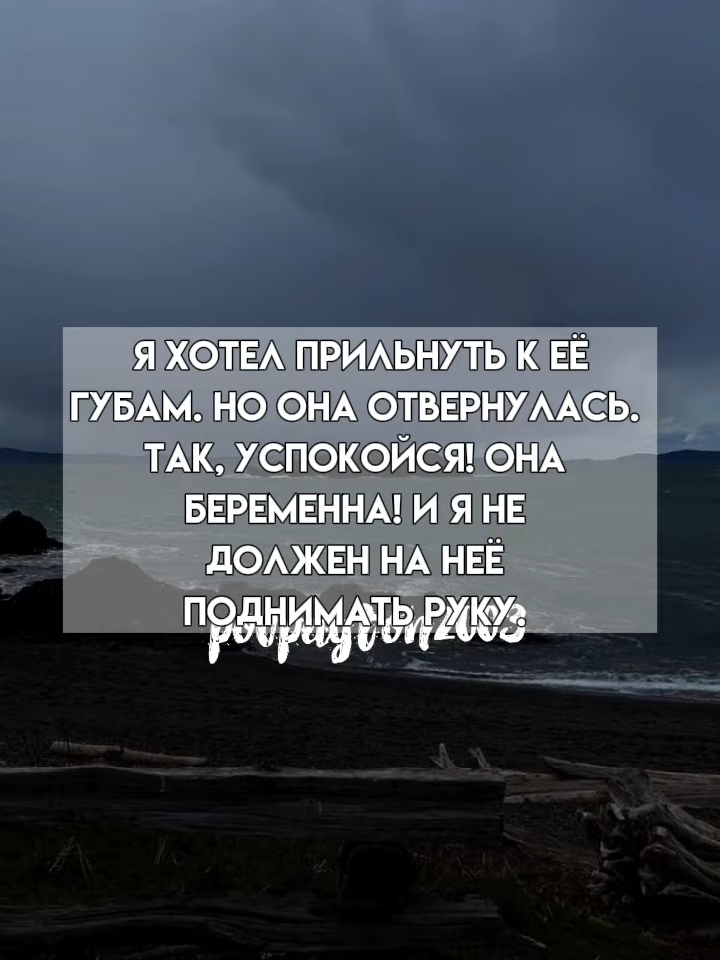 Я ХОТЕЛ ПРИЛЬНУТЬ К ЕЁ
ГУБАМ. НО ОНА ОТВЕРНУЛАСЬ.
ТАК, УСПОКОЙСЯ! ОНА
БЕРЕМЕННА! И Я НЕ
ДОЛЖЕН НА НЕЁ
ПОДНИМАТЬ РУКУ.